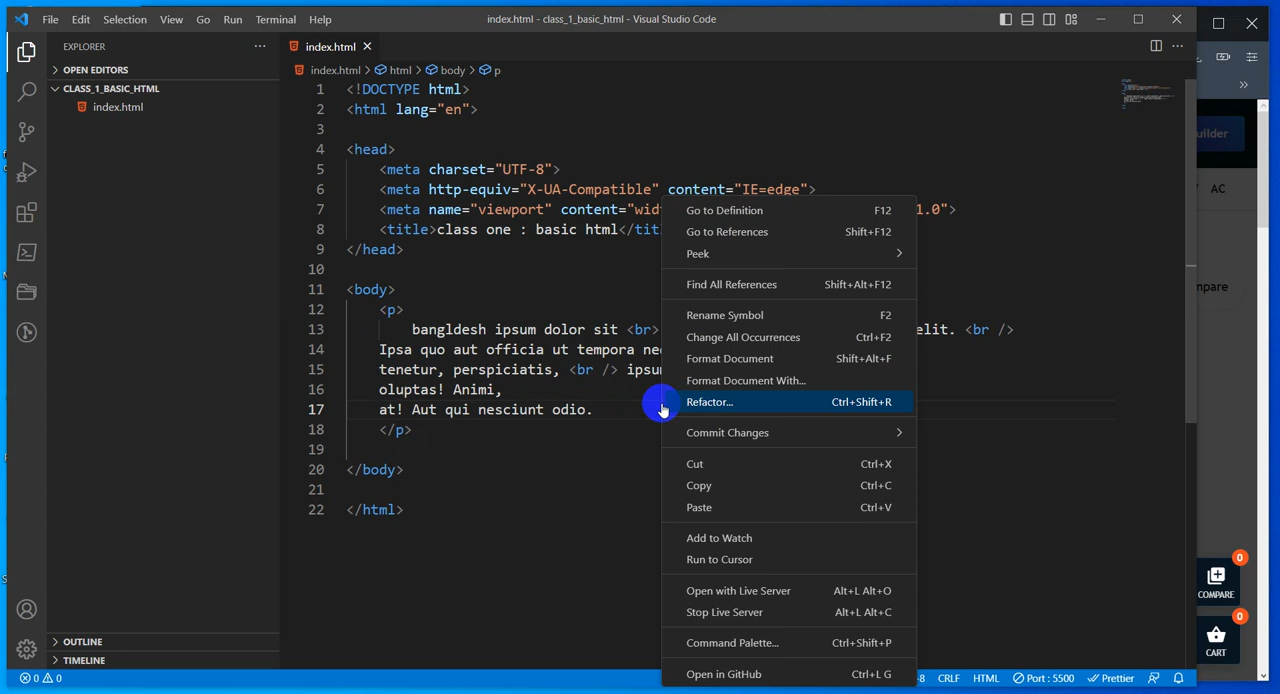 File Edit Selection View Go Run Terminal Help
index.html - class_1_basic_html - Visual Studio Code
EXPLORER
OPEN EDITORS
CLASS_1_BASIC_HTML
index.html
OUTLINE
TIMELINE
index.html
index.html html body p
1 <!DOCTYPE html>
2 <html lang="en">
3
4 <head>
5 <meta charset="UTF-8">
6 <meta http-equiv="X-UA-Compatible" content="IE=edge">
7 <meta name="viewport" content="wid 1.0">
8 <title>class one : basic html</tit
9 </head>
10
11 <body>
12 <p>
13 bangldesh ipsum dolor sit <br> elit. <br />
14 Ipsa quo aut officia ut tempora ne
15 tenetur, perspiciatis, <br /> ipsu
16 oluptas! Animi,
17 at! Aut qui nesciunt odio.
18 </p>
19
20 </body>
21
22 </html>
Go to Definition F12
Go to References Shift+F12
Peek
Find All References Shift+Alt+F12
Rename Symbol F2
Change All Occurrences Ctrl+F2
Format Document Shift+Alt+F
Format Document With...
Refactor... Ctrl+Shift+R
Commit Changes
Cut Ctrl+X
Copy Ctrl+C
Paste Ctrl+V
Add to Watch
Run to Cursor
Open with Live Server Alt+L Alt+O
Stop Live Server Alt+L Alt+C
Command Palette... Ctrl+Shift+P
Open in GitHub Ctrl+L G
uilder
AC
mpare
0
COMPARE
0
CART
0 0
-8 CRLF HTML Port : 5500 Prettier